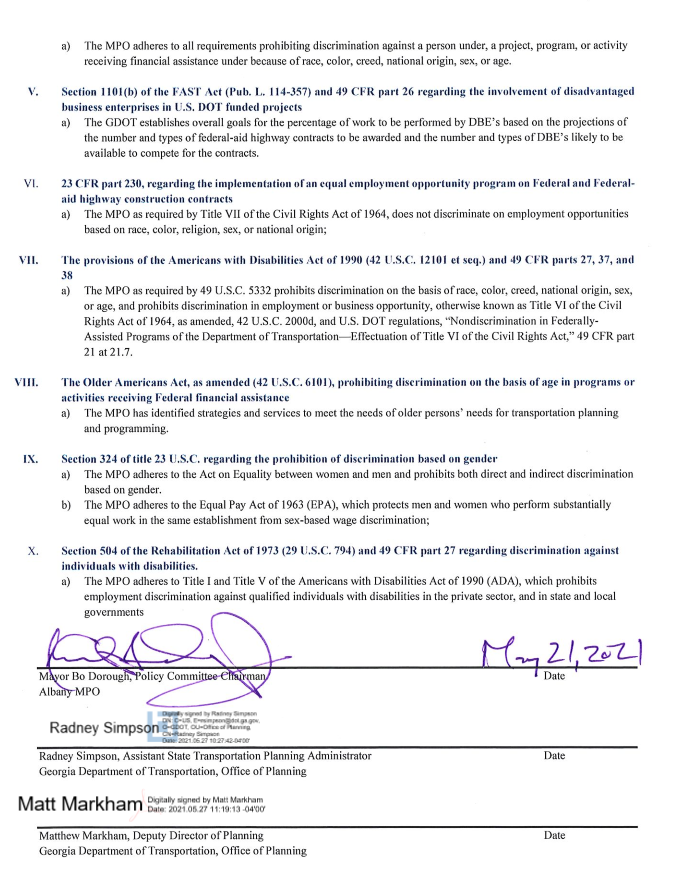 a) The MPO adheres to all requirements prohibiting discrimination against a person under, a project, program, or activity
receiving financial assistance under because of race, color, creed, national origin, sex, or age.
V. Section 1101(b) of the FAST Act (Pub. L. 114-357) and 49 CFR part 26 regarding the involvement of disadvantaged
business enterprises in U.S. DOT funded projects
a) The GDOT establishes overall goals for the percentage of work to be performed by DBE's based on the projections of
the number and types of federal-aid highway contracts to be awarded and the number and types of DBE's likely to be
available to compete for the contracts.
VI. 23 CFR part 230, regarding the implementation of an equal employment opportunity program on Federal and Federal-
aid highway construction contracts
a) The MPO as required by Title VII of the Civil Rights Act of 1964, does not discriminate on employment opportunities
based on race, color, religion, sex, or national origin;
VII. The provisions of the Americans with Disabilities Act of 1990 (42 U.S.C. 12101 et seq.) and 49 CFR parts 27, 37, and
38
a) The MPO as required by 49 U.S.C. 5332 prohibits discrimination on the basis of race, color, creed, national origin, sex,
or age, and prohibits discrimination in employment or business opportunity, otherwise known as Title VI of the Civil
Rights Act of 1964, as amended, 42 U.S.C. 2000d, and U.S. DOT regulations, "Nondiscrimination in Federally-
Assisted Programs of the Department of Transportation—Effectuation of Title VI of the Civil Rights Act," 49 CFR part
21 at 21.7.
VIII. The Older Americans Act, as amended (42 U.S.C. 6101), prohibiting discrimination on the basis of age in programs or
activities receiving Federal financial assistance
a) The MPO has identified strategies and services to meet the needs of older persons' needs for transportation planning
and programming.
IX. Section 324 of title 23 U.S.C. regarding the prohibition of discrimination based on gender
a) The MPO adheres to the Act on Equality between women and men and prohibits both direct and indirect discrimination
based on gender.
b) The MPO adheres to the Equal Pay Act of 1963 (EPA), which protects men and women who perform substantially
equal work in the same establishment from sex-based wage discrimination;
X. Section 504 of the Rehabilitation Act of 1973 (29 U.S.C. 794) and 49 CFR part 27 regarding discrimination against
individuals with disabilities.
a) The MPO adheres to Title I and Title V of the Americans with Disabilities Act of 1990 (ADA), which prohibits
employment discrimination against qualified individuals with disabilities in the private sector, and in state and local
governments
May 21, 2021
Mayor Bo Dorough, Policy Committee Chairman Date
Albany MPO
Radney Simpson
Digitally signed by Radney Simpson
DN: C=US, E=rsimpson@dot.ga.gov,
O=GDOT, OU=Office of Planning,
CN=Radney Simpson
Date: 2021.05.27 10:27:42-04'00'
Radney Simpson, Assistant State Transportation Planning Administrator Date
Georgia Department of Transportation, Office of Planning
Matt Markham
Digitally signed by Matt Markham
Date: 2021.05.27 11:19:13 -04'00'
Matthew Markham, Deputy Director of Planning Date
Georgia Department of Transportation, Office of Planning